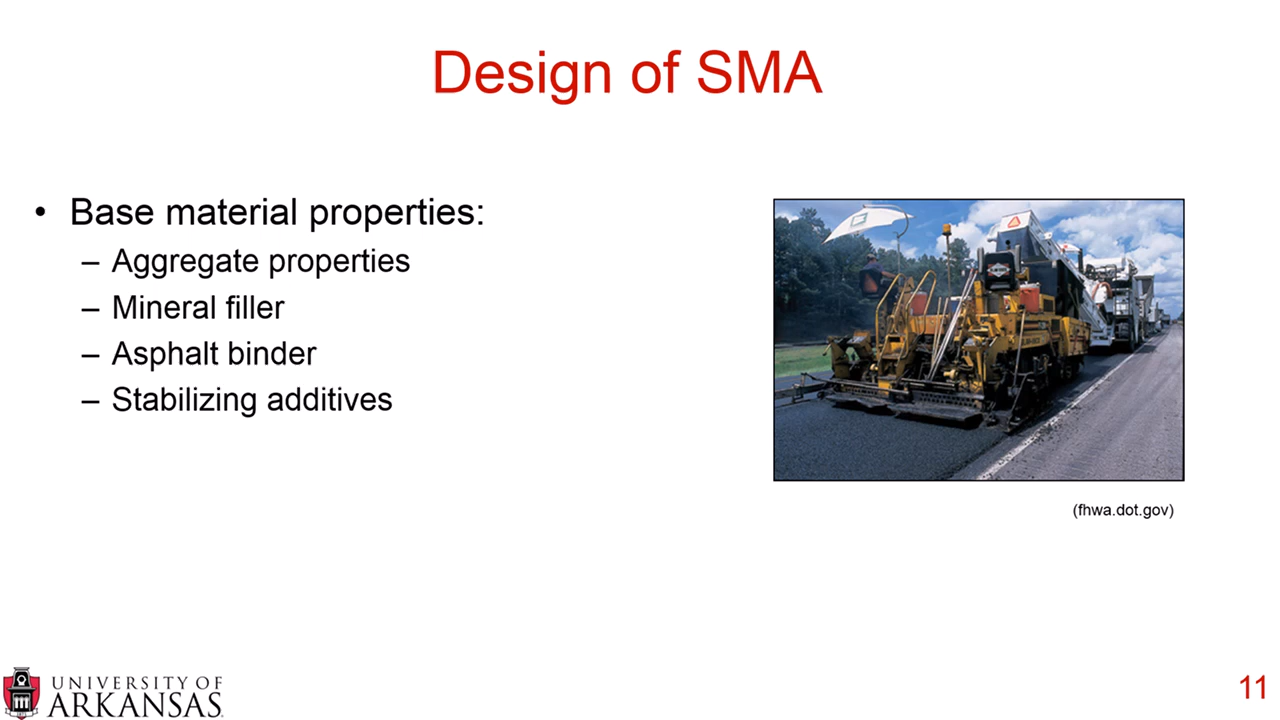 Design of SMA
• Base material properties:
– Aggregate properties
– Mineral filler
– Asphalt binder
– Stabilizing additives
(fhwa.dot.gov)
UNIVERSITY OF
ARKANSAS
11